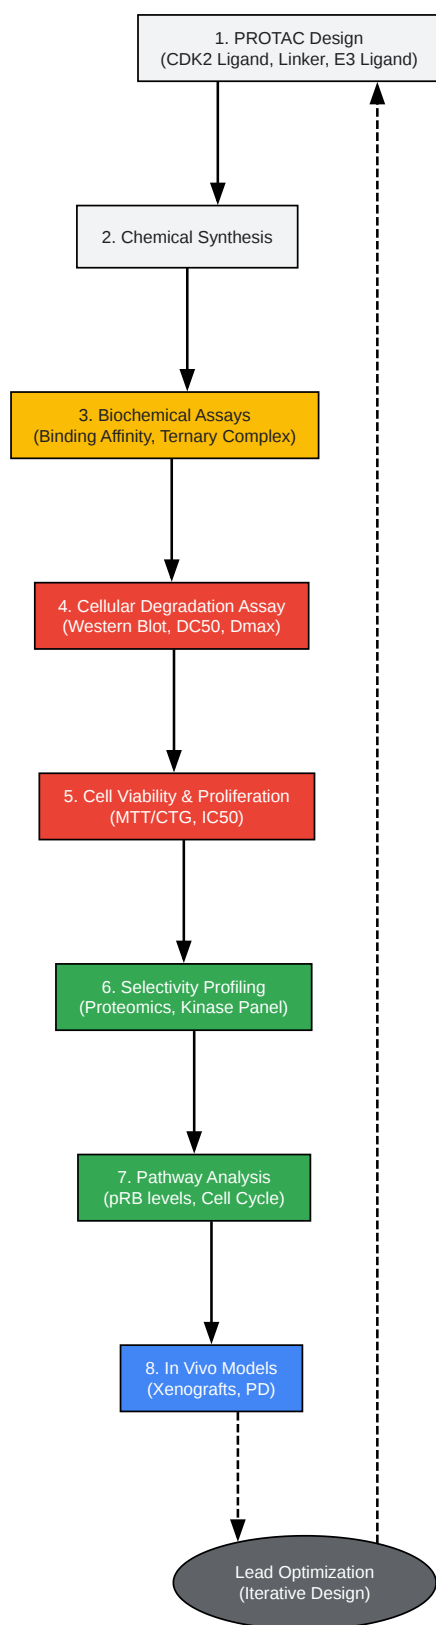 1. PROTAC Design
(CDK2 Ligand, Linker, E3 Ligand)
2. Chemical Synthesis
3. Biochemical Assays
(Binding Affinity, Ternary Complex)
4. Cellular Degradation Assay
(Western Blot, DC50, Dmax)
5. Cell Viability & Proliferation
(MTT/CTG, IC50)
6. Selectivity Profiling
(Proteomics, Kinase Panel)
7. Pathway Analysis
(pRB levels, Cell Cycle)
8. In Vivo Models
(Xenografts, PD)
Lead Optimization
(Iterative Design)